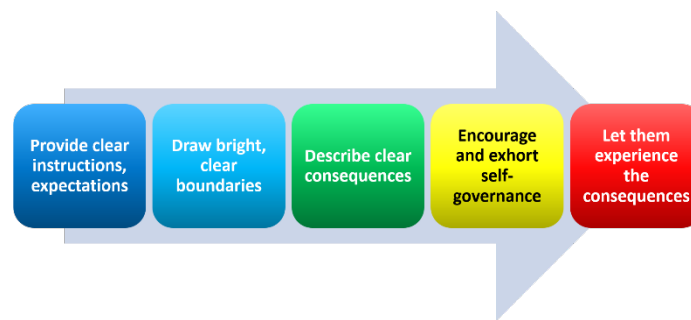 Provide clear
instructions,
expectations
Draw bright,
clear
boundaries
Describe clear
consequences
Encourage
and exhort
self-
governance
Let them
experience
the
consequences